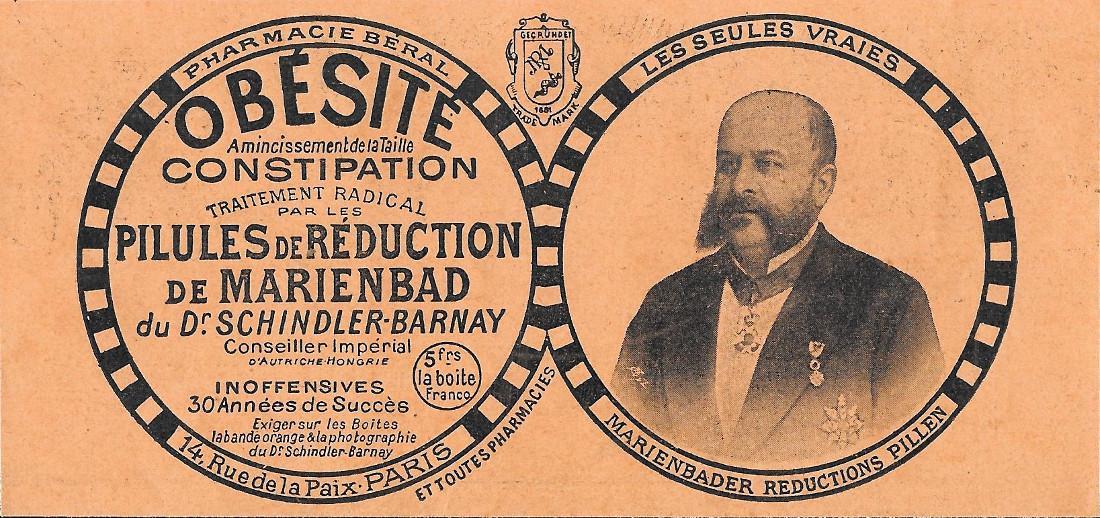 PHARMACIE BÉRAL
OBÉSITÉ
Amincissement de la Taille
CONSTIPATION
TRAITEMENT RADICAL
PAR LES
PILULES DE RÉDUCTION
DE MARIENBAD
du Dr SCHINDLER-BARNAY
Conseiller Impérial
D'AUTRICHE-HONGRIE
5frs
la boite
Franco
INOFFENSIVES
30 Années de Succès
Exiger sur les Boîtes
la bande orange & la photographie
du Dr Schindler-Barnay
14, Rue de la Paix · PARIS
ET TOUTES PHARMACIES
GEGRÜNDET
1881
TRADE MARK
LES SEULES VRAIES
MARIENBADER REDUCTIONS PILLEN